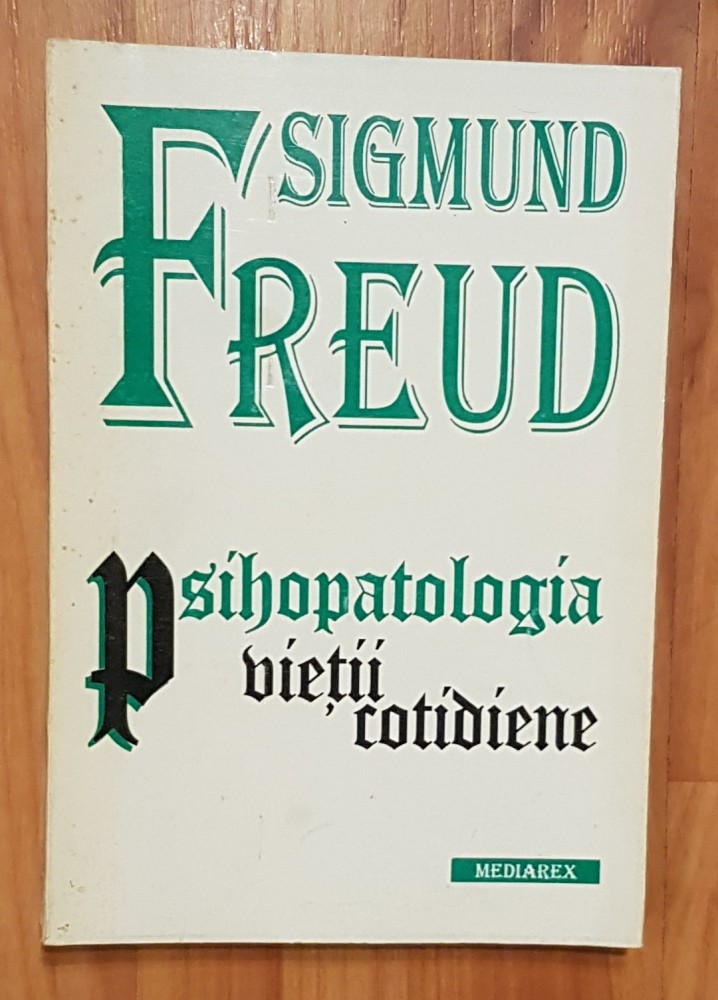 SIGMUND
FREUD
Psihopatologia
vieții
cotidiene
MEDIAREX